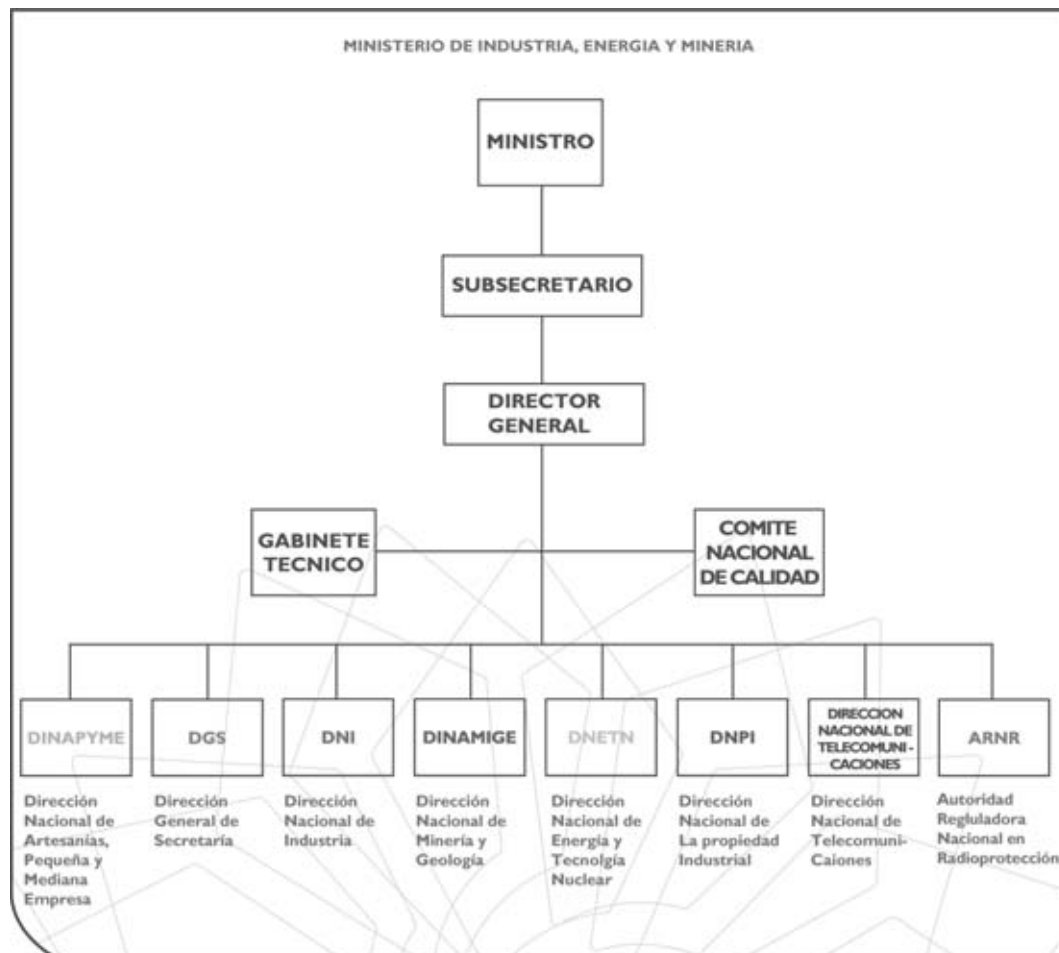 MINISTERIO DE INDUSTRIA, ENERGIA Y MINERIA
MINISTRO
SUBSECRETARIO
DIRECTOR
GENERAL
GABINETE
TECNICO
COMITE
NACIONAL
DE CALIDAD
DINAPYME
DGS
DNI
DINAMIGE
DNETN
DNPI
DIRECCION
NACIONAL DE
TELECOMUNI -
CACIONES
ARNR
Dirección
Nacional de
Artesanías,
Pequeña y
Mediana
Empresa
Dirección
General de
Secretaría
Dirección
Nacional de
Industria
Dirección
Nacional de
Minería y
Geología
Dirección
Nacional de
Energía y
Tecnolgía
Nuclear
Dirección
Nacional de
La propiedad
Industrial
Dirección
Nacional de
Telecomuni-
Caiones
Autoridad
Regluladora
Nacional en
Radioprotección